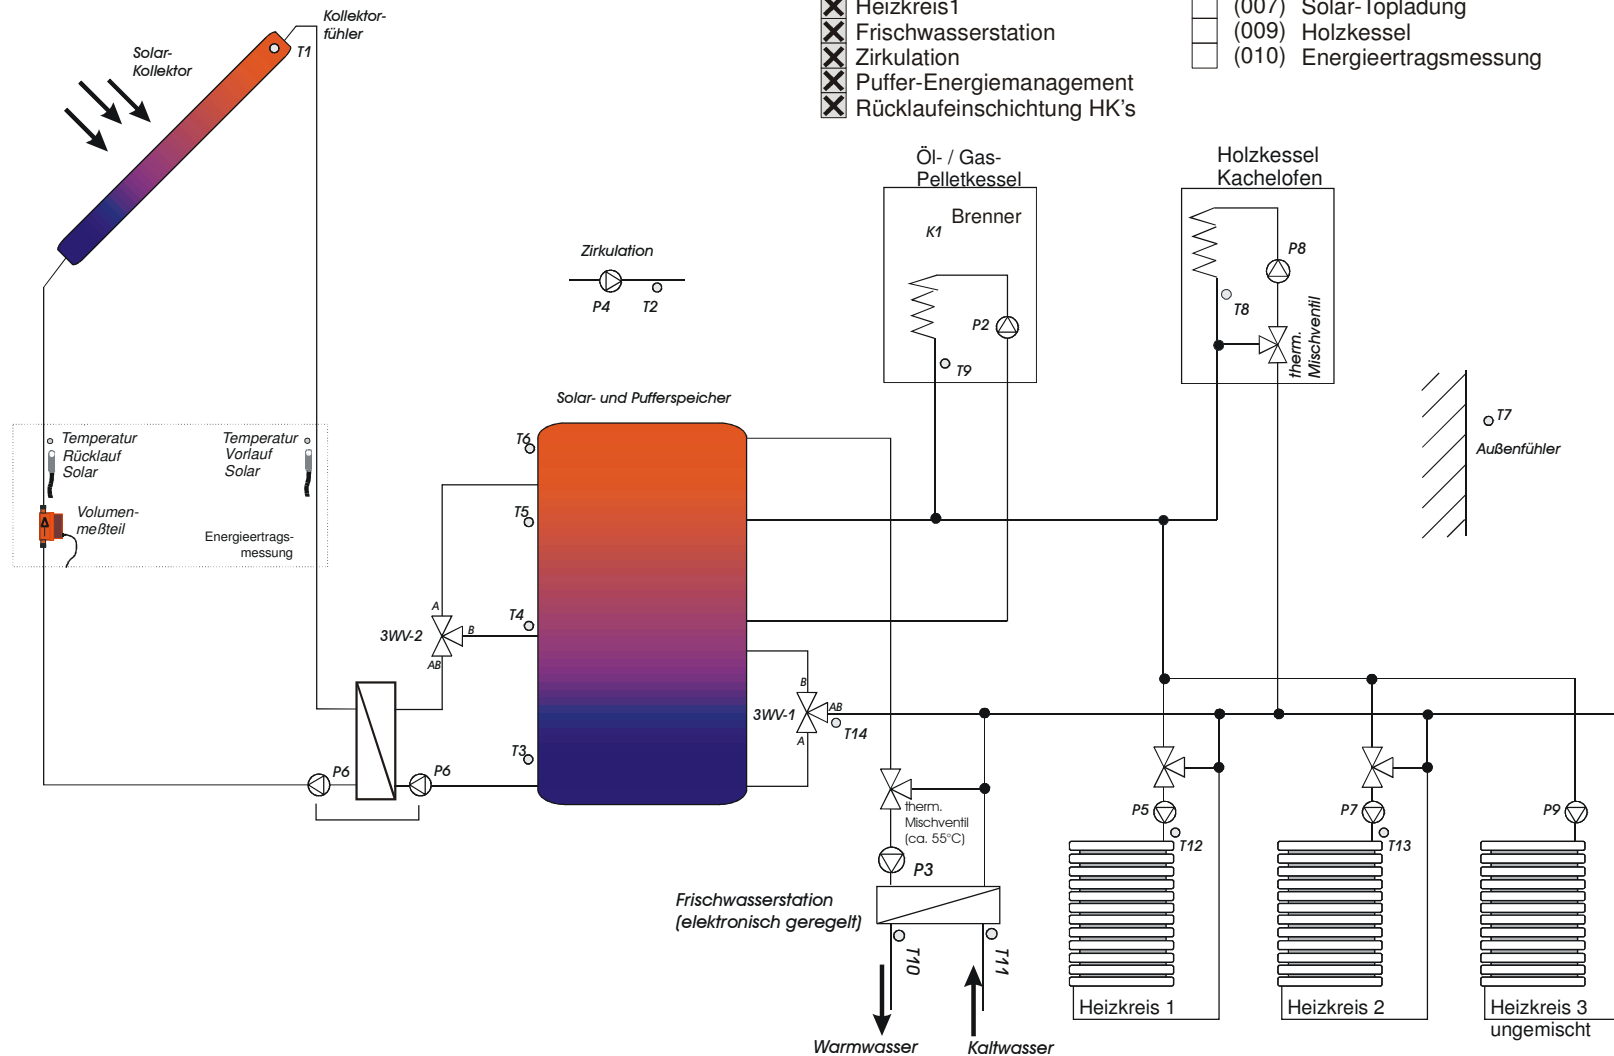 Heizkreis1
Frischwasserstation
Zirkulation
Puffer-Energiemanagement
Rücklaufeinschichtung HK's
(007) Solar-Topladung
(009) Holzkessel
(010) Energieertragsmessung
Kollektor-
fühler
T1
Solar-
Kollektor
Öl- / Gas-
Pelletkessel
Brenner
K1
P2
T9
Holzkessel
Kachelofen
P8
T8
therm.
Mischventil
Zirkulation
P4
T2
T7
Außenfühler
Solar- und Pufferspeicher
T6
T5
T4
T3
Temperatur
Rücklauf
Solar
Temperatur
Vorlauf
Solar
Volumen-
meßteil
Energieertrags-
messung
A
3WV-2
B
AB
B
3WV-1
AB
A
T14
P6
P6
therm.
Mischventil
(ca. 55°C)
P3
Frischwasserstation
(elektronisch geregelt)
T10
T11
Warmwasser
Kaltwasser
P5
T12
P7
T13
P9
Heizkreis 1
Heizkreis 2
Heizkreis 3
ungemischt